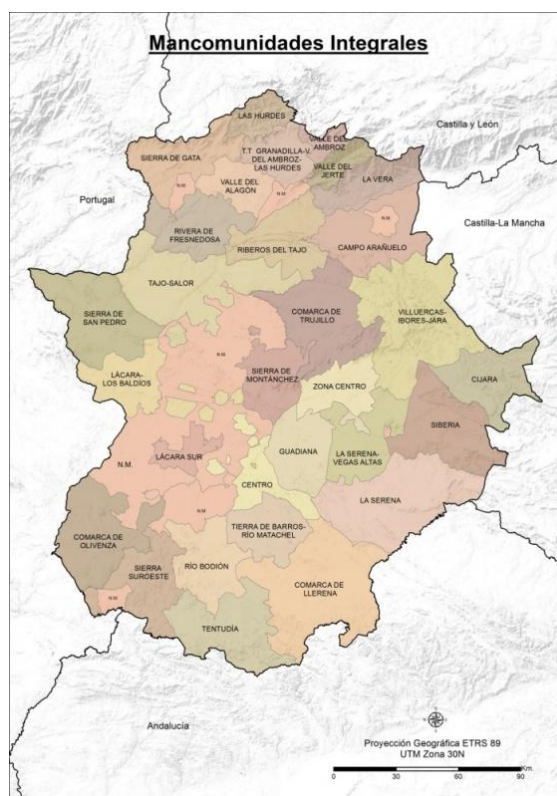 Mancomunidades Integrales
LAS HURDES
Castilla y León
VALLE DEL
AMBROZ
T.T GRANADILLA-V.
DEL AMBROZ-
LAS HURDES
SIERRA DE GATA
VALLE DEL
JERTE
LA VERA
VALLE DEL
ALAGÓN
N.M.
N.M.
Portugal
N.M.
Castilla-La Mancha
RIVERA DE
FRESNEDOSA
RIBEROS DEL TAJO
CAMPO ARAÑUELO
TAJO-SALOR
SIERRA DE
SAN PEDRO
COMARCA DE
TRUJILLO
VILLUERCAS-
IBORES-JARA
N.M.
LÁCARA-
LOS BALDÍOS
SIERRA DE
MONTÁNCHEZ
ZONA CENTRO
CIJARA
SIBERIA
N.M.
LÁCARA SUR
GUADIANA
LA SERENA-
VEGAS ALTAS
CENTRO
LA SERENA
N.M
TIERRA DE BARROS-
RÍO MATACHEL
COMARCA DE
OLIVENZA
SIERRA
SUROESTE
RÍO BODIÓN
COMARCA DE
LLERENA
N.M
TENTUDÍA
Andalucía
Proyección Geográfica ETRS 89
UTM Zona 30N
Km.
0 30 60 90